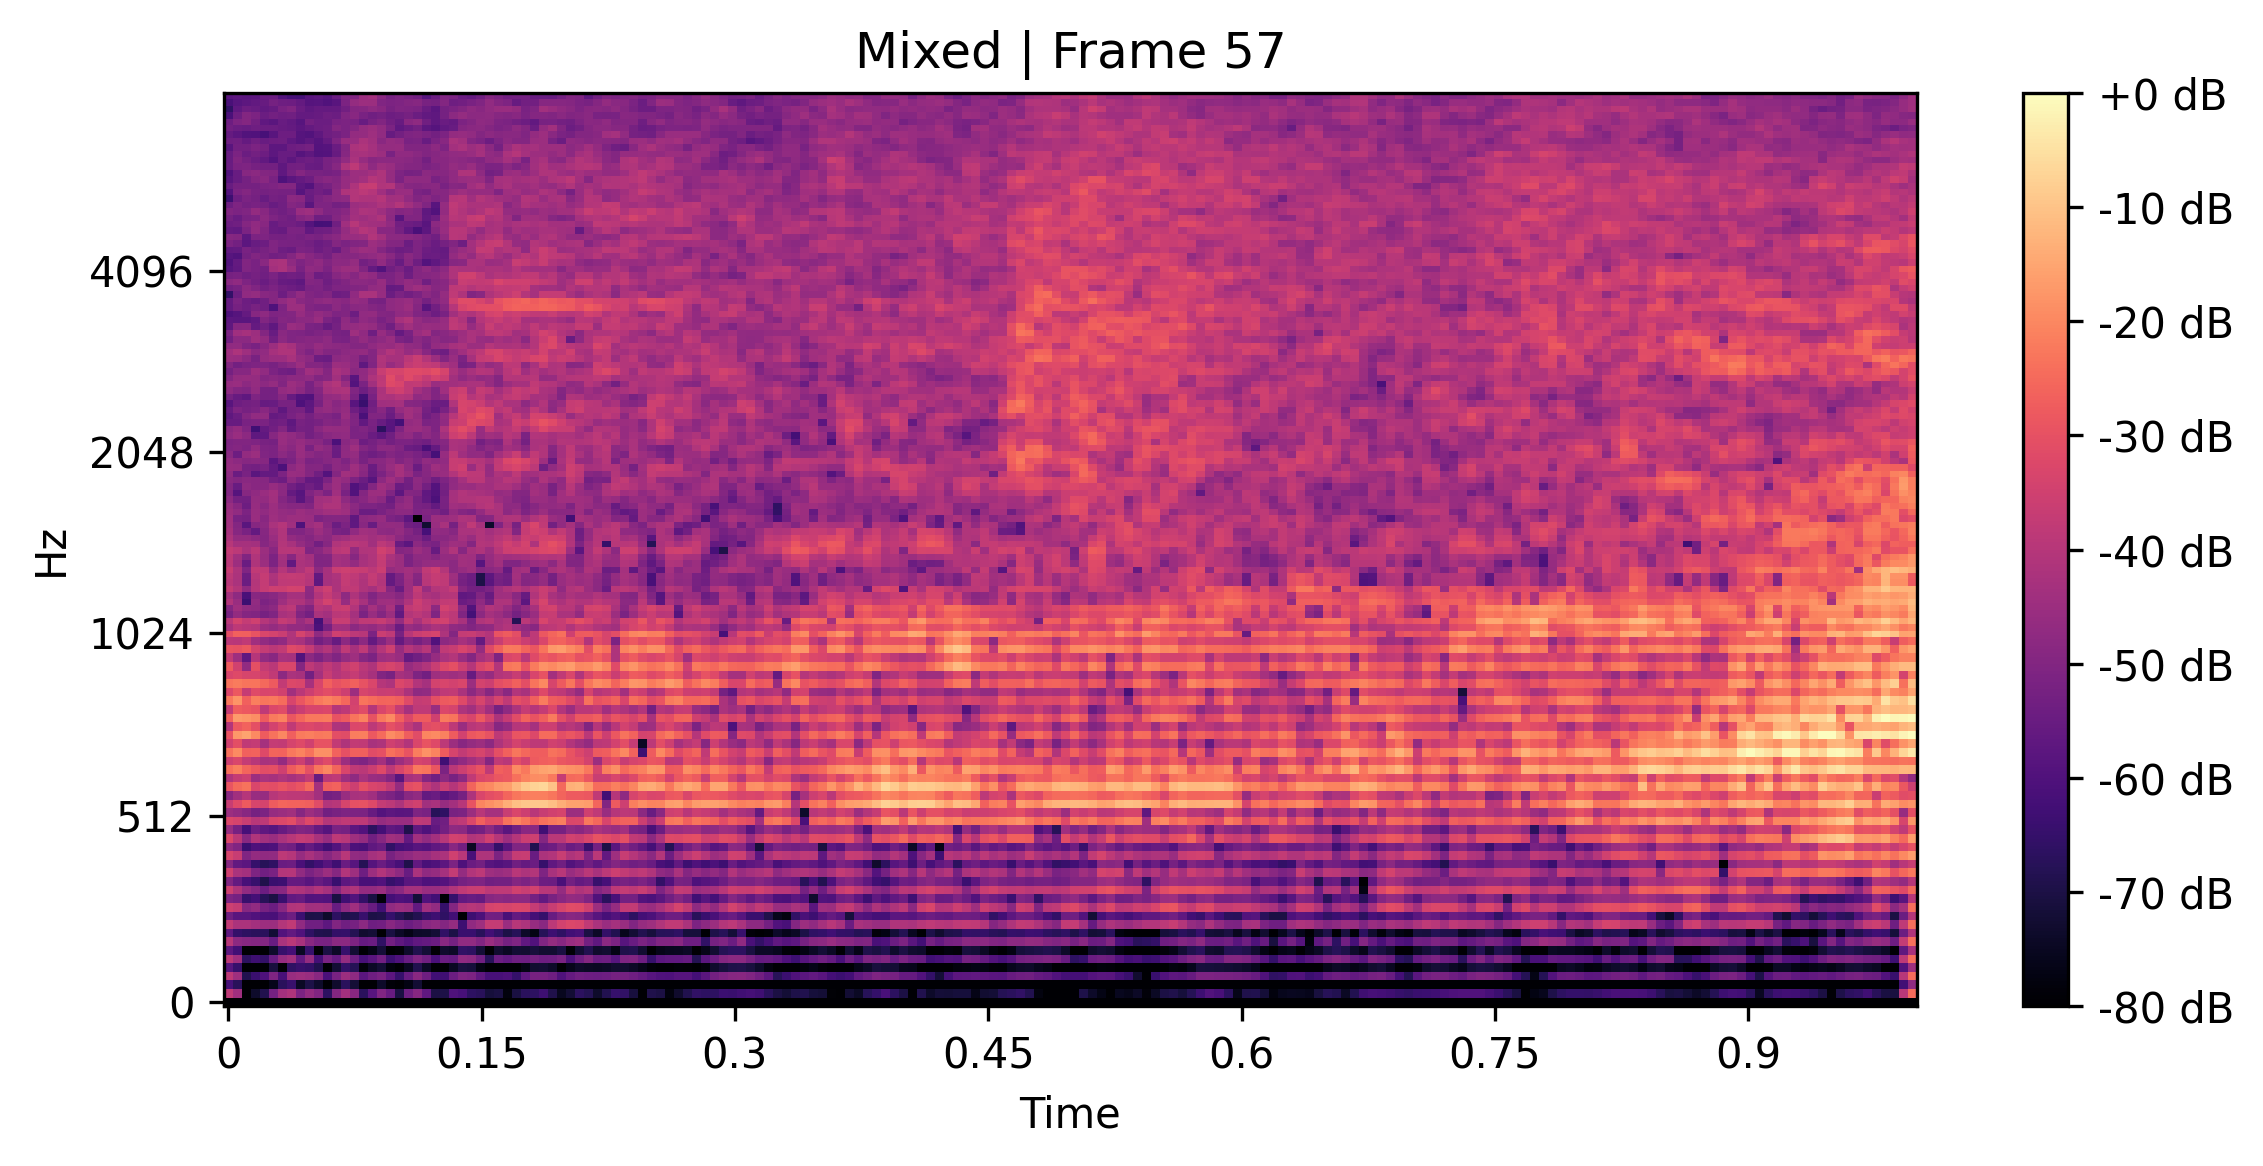 Mixed | Frame 57
Hz
4096
2048
1024
512
0
0 0.15 0.3 0.45 0.6 0.75 0.9
Time
+0 dB
-10 dB
-20 dB
-30 dB
-40 dB
-50 dB
-60 dB
-70 dB
-80 dB